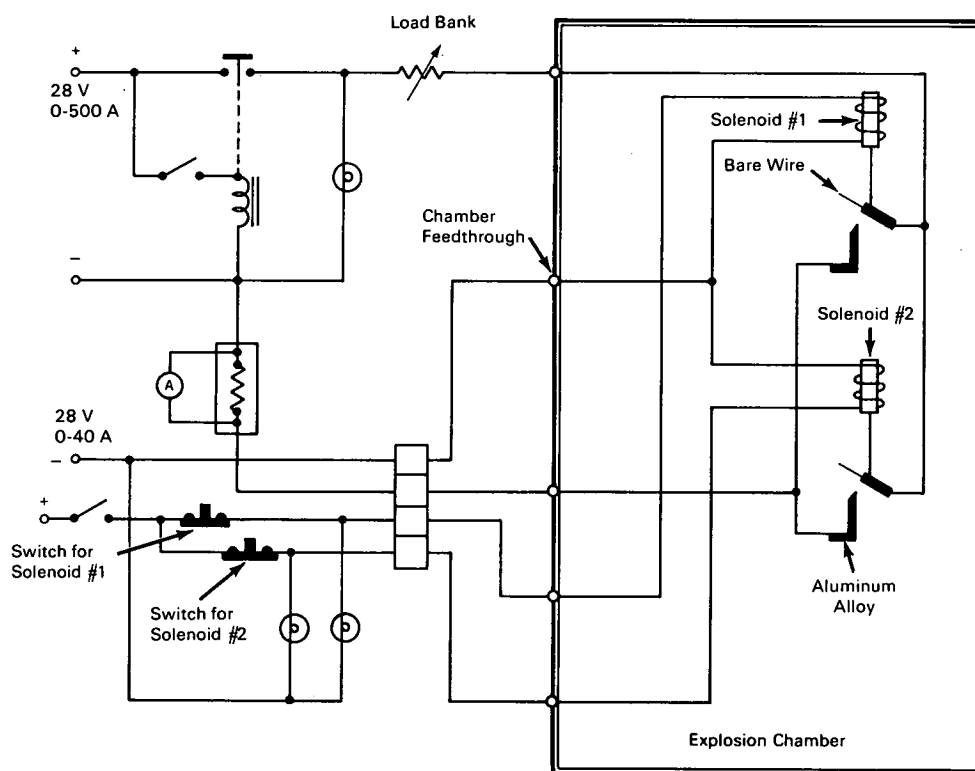 Load Bank
+
28 V
0-500 A
Solenoid #1
Bare Wire
Chamber
Feedthrough
−
Solenoid #2
A
28 V
0-40 A
−
+
Switch for
Solenoid #1
Switch for
Solenoid #2
Aluminum
Alloy
Explosion Chamber